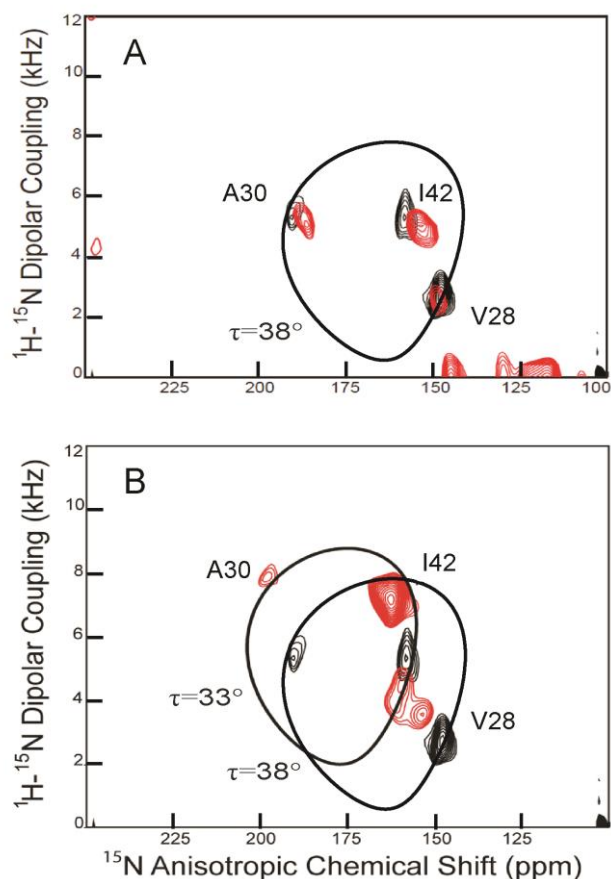 A
12
10
8
6
4
2
0
¹H-¹⁵N Dipolar Coupling (kHz)
A30
I42
V28
τ=38°
225 200 175 150 125 100
B
12
10
8
6
4
2
0
¹H-¹⁵N Dipolar Coupling (kHz)
A30
I42
V28
τ=33°
τ=38°
225 200 175 150 125
¹⁵N Anisotropic Chemical Shift (ppm)